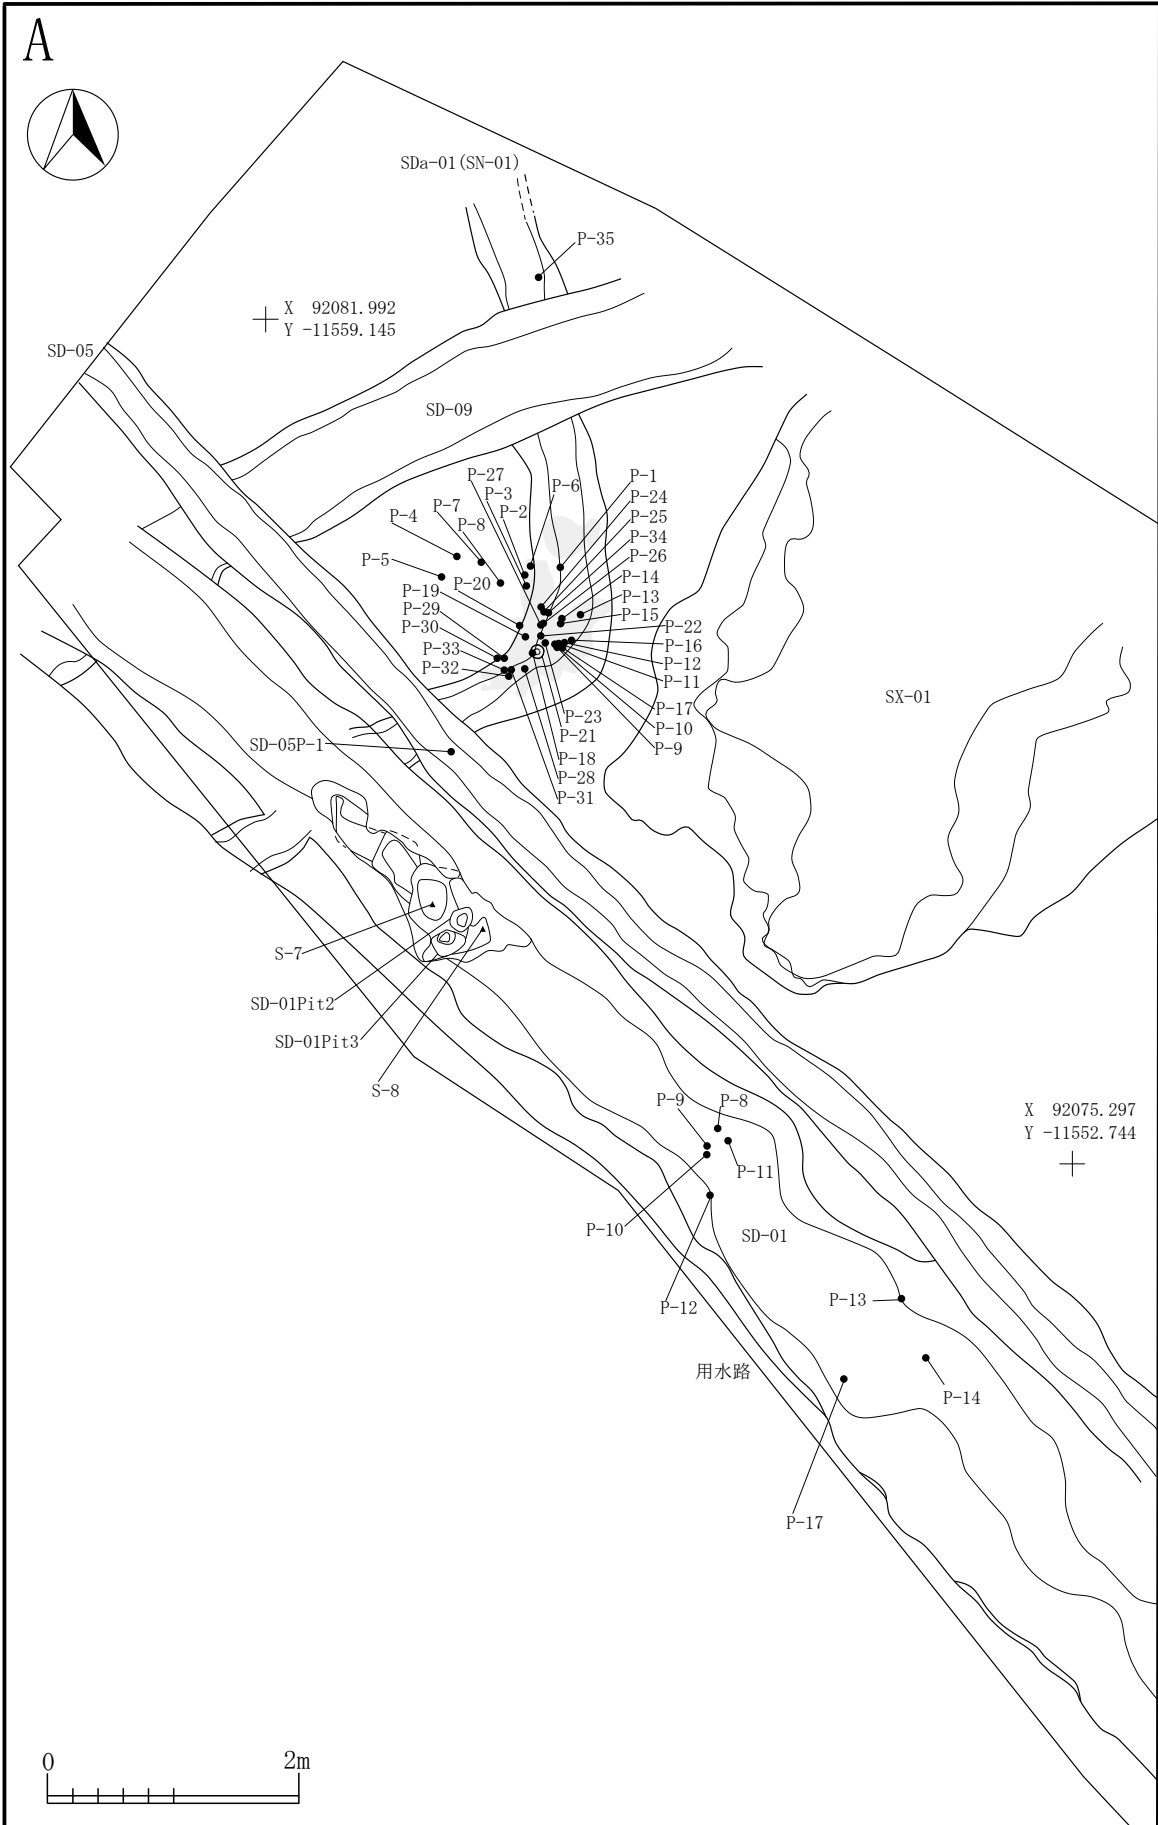 A
SDa-01(SN-01)
P-35
X 92081.992
Y -11559.145
SD-05
SD-09
P-27
P-3
P-2
P-6
P-1
P-24
P-25
P-34
P-26
P-14
P-13
P-15
P-22
P-16
P-12
P-11
P-17
P-10
P-9
P-7
P-4
P-8
P-5
P-20
P-19
P-29
P-30
P-33
P-32
P-23
P-21
P-18
P-28
P-31
SX-01
SD-05P-1
S-7
SD-01Pit2
SD-01Pit3
S-8
P-9
P-8
P-11
P-10
P-12
SD-01
X 92075.297
Y -11552.744
P-13
P-14
用水路
P-17
0
2m